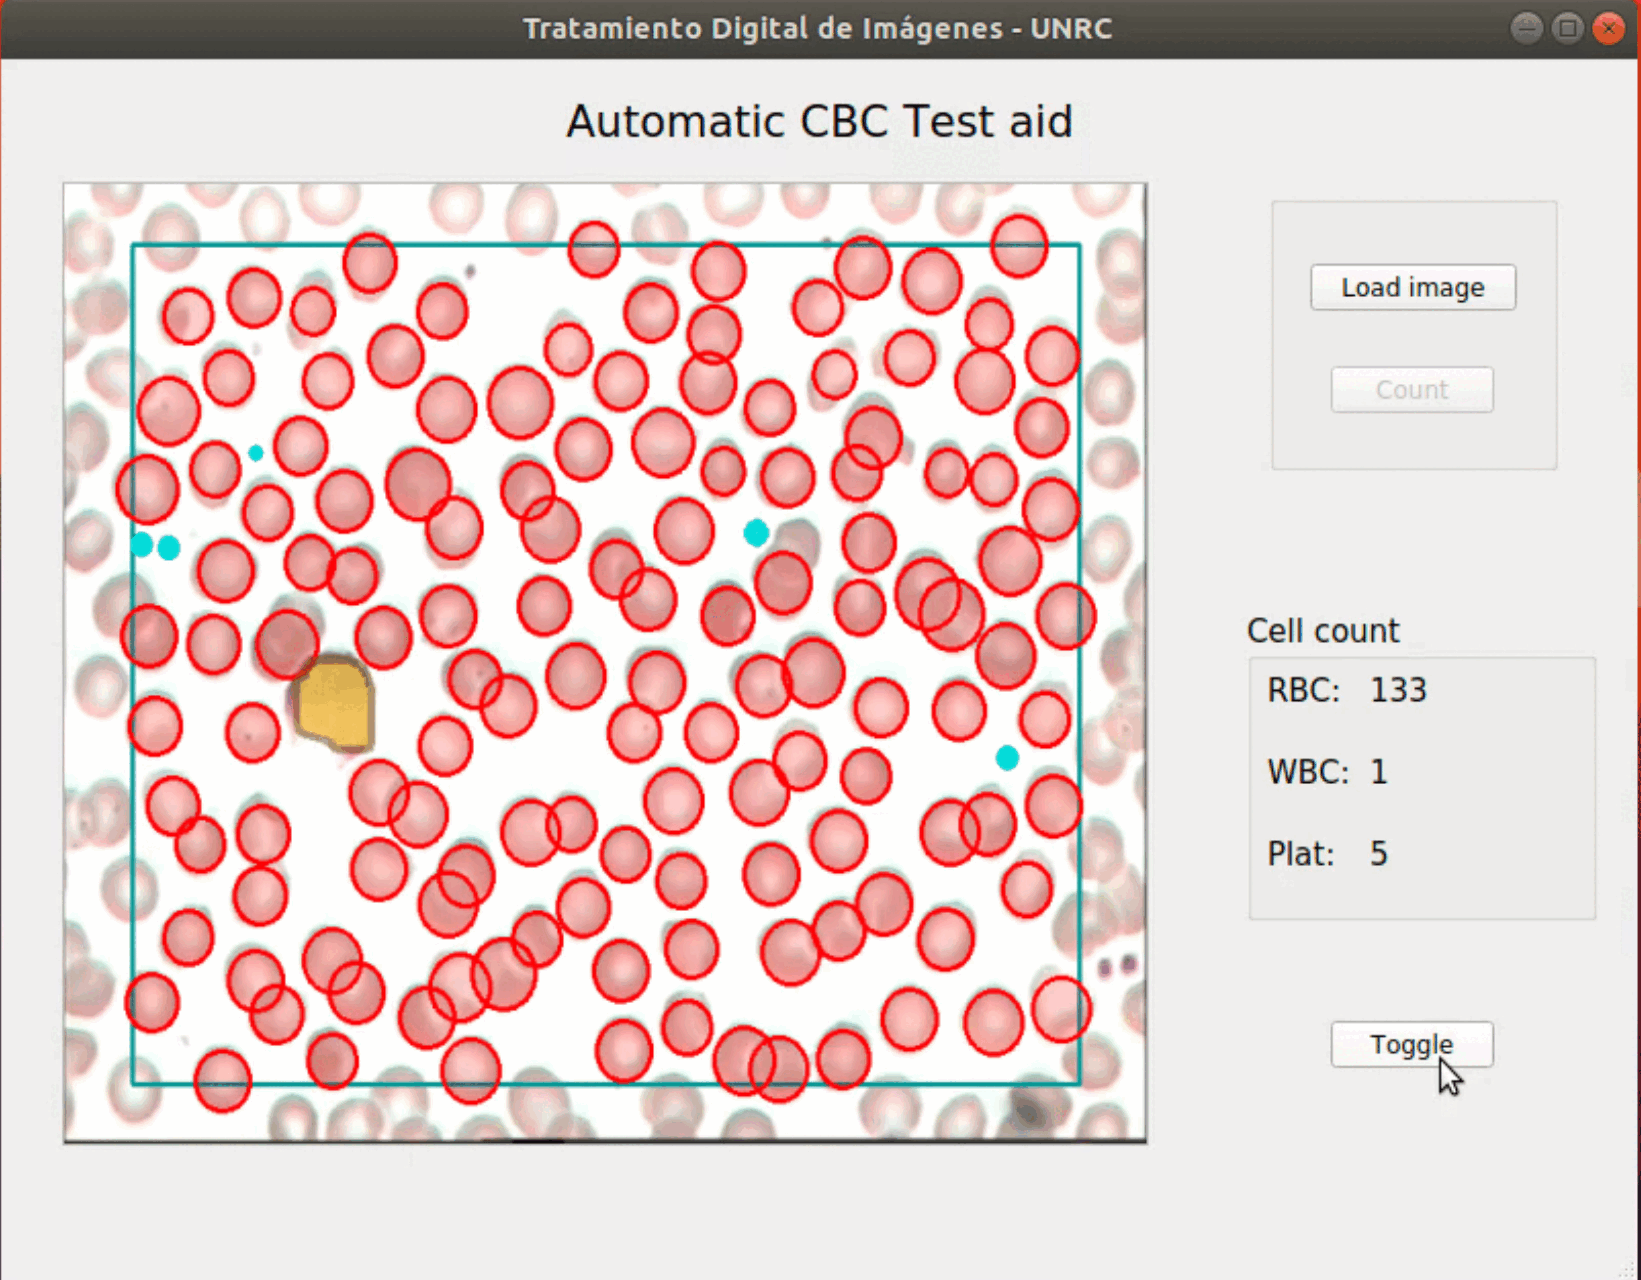 Tratamiento Digital de Imágenes - UNRC
Automatic CBC Test aid
Load image
Count
Cell count
RBC: 133
WBC: 1
Plat: 5
Toggle